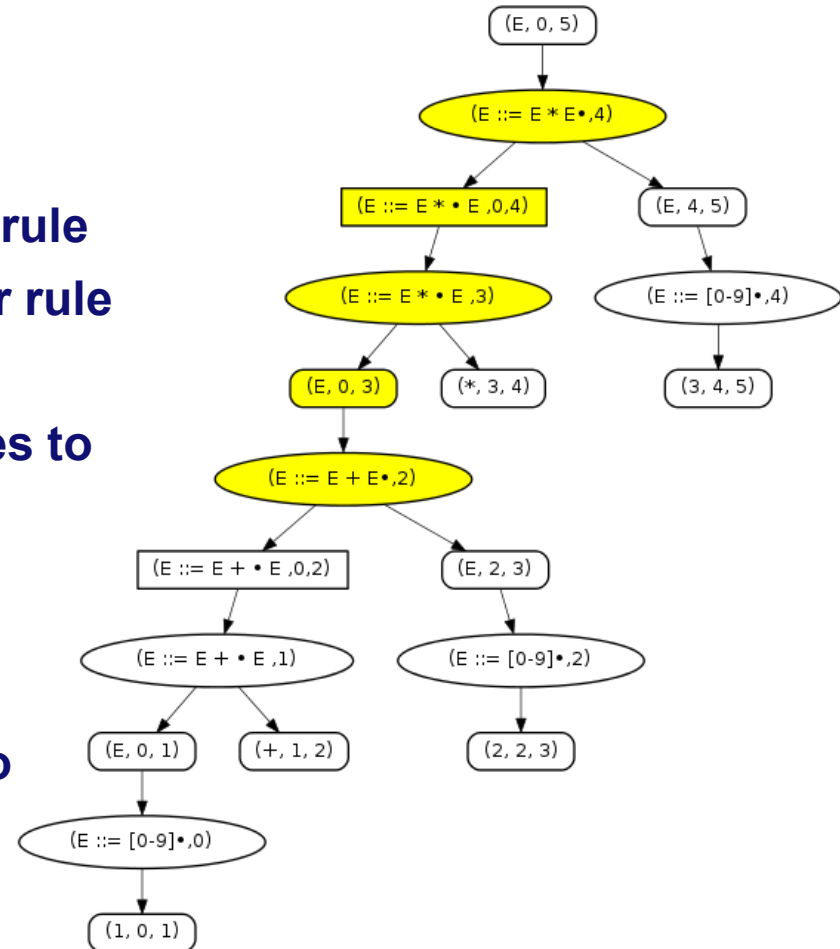 (E, 0, 5)
(E ::= E * E•,4)
rule
(E ::= E * • E ,0,4)
(E, 4, 5)
rule
(E ::= E * • E ,3)
(E ::= [0-9]•,4)
(E, 0, 3)
(*, 3, 4)
(3, 4, 5)
to
(E ::= E + E•,2)
(E ::= E + • E ,0,2)
(E, 2, 3)
(E ::= E + • E ,1)
(E ::= [0-9]•,2)
(E, 0, 1)
(+, 1, 2)
(2, 2, 3)
(E ::= [0-9]•,0)
(1, 0, 1)